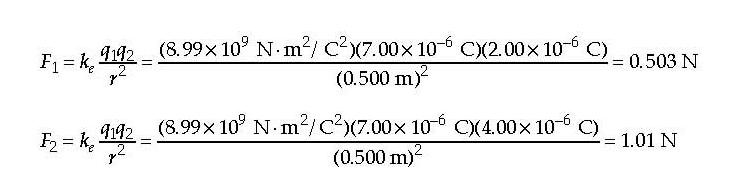 F₁ = kₑ q₁q₂/r² = (8.99×10⁹ N·m²/ C²)(7.00×10⁻⁶ C)(2.00×10⁻⁶ C)/(0.500 m)² = 0.503 N
F₂ = kₑ q₁q₂/r² = (8.99×10⁹ N·m²/ C²)(7.00×10⁻⁶ C)(4.00×10⁻⁶ C)/(0.500 m)² = 1.01 N